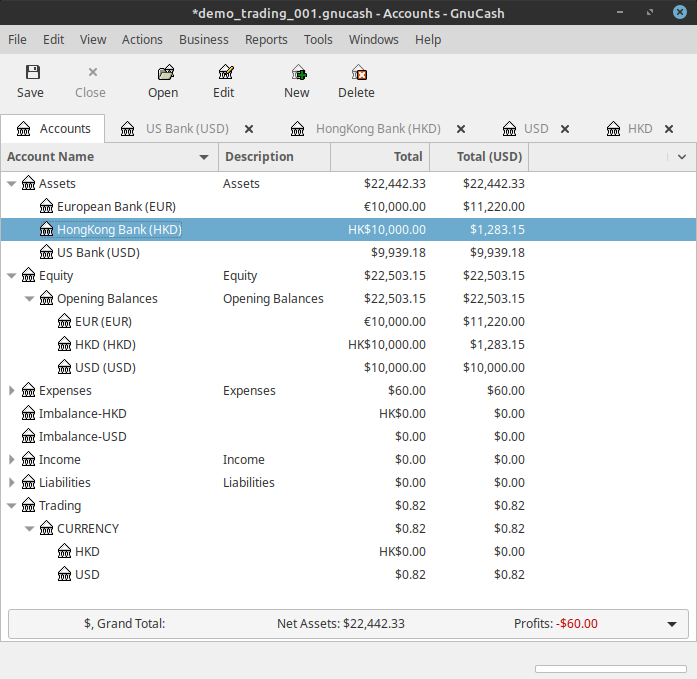 *demo_trading_001.gnucash - Accounts - GnuCash
File Edit View Actions Business Reports Tools Windows Help
Save Close Open Edit New Delete
Accounts US Bank (USD) HongKong Bank (HKD) USD HKD
Account Name Description Total Total (USD)
Assets Assets $22,442.33 $22,442.33
European Bank (EUR) €10,000.00 $11,220.00
HongKong Bank (HKD) HK$10,000.00 $1,283.15
US Bank (USD) $9,939.18 $9,939.18
Equity Equity $22,503.15 $22,503.15
Opening Balances Opening Balances $22,503.15 $22,503.15
EUR (EUR) €10,000.00 $11,220.00
HKD (HKD) HK$10,000.00 $1,283.15
USD (USD) $10,000.00 $10,000.00
Expenses Expenses $60.00 $60.00
Imbalance-HKD HK$0.00 $0.00
Imbalance-USD $0.00 $0.00
Income Income $0.00 $0.00
Liabilities Liabilities $0.00 $0.00
Trading $0.82 $0.82
CURRENCY $0.82 $0.82
HKD HK$0.00 $0.00
USD $0.82 $0.82
$, Grand Total: Net Assets: $22,442.33 Profits: -$60.00